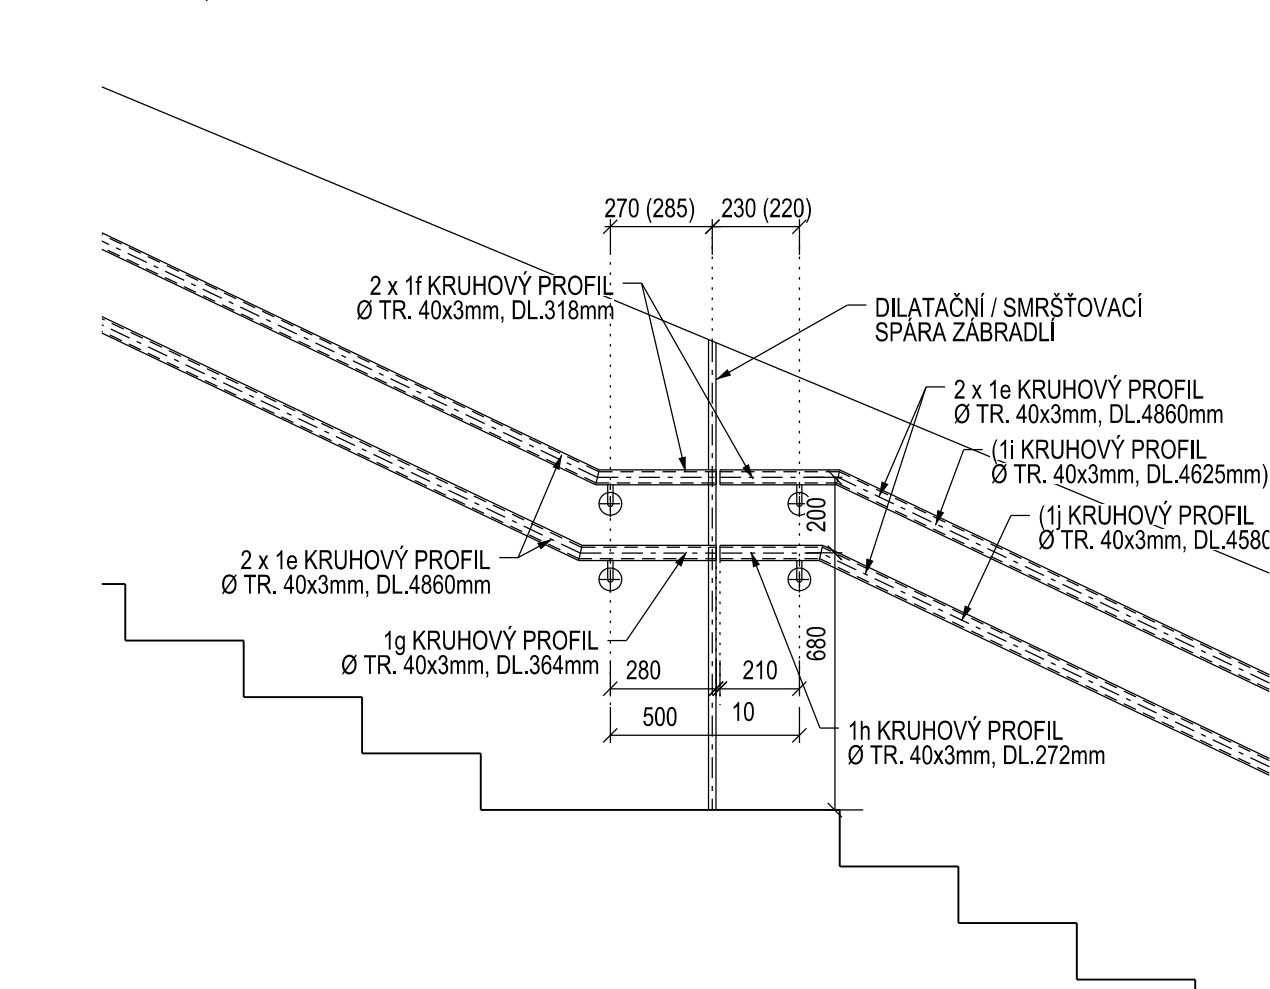 270 (285)
230 (220)
2 x 1f KRUHOVÝ PROFIL
Ø TR. 40x3mm, DL.318mm
DILATAČNÍ / SMRŠŤOVACÍ
SPÁRA ZÁBRADLÍ
2 x 1e KRUHOVÝ PROFIL
Ø TR. 40x3mm, DL.4860mm
(1i KRUHOVÝ PROFIL
Ø TR. 40x3mm, DL.4625mm)
(1j KRUHOVÝ PROFIL
Ø TR. 40x3mm, DL.458
200
2 x 1e KRUHOVÝ PROFIL
Ø TR. 40x3mm, DL.4860mm
1g KRUHOVÝ PROFIL
Ø TR. 40x3mm, DL.364mm
680
280
210
500
10
1h KRUHOVÝ PROFIL
Ø TR. 40x3mm, DL.272mm